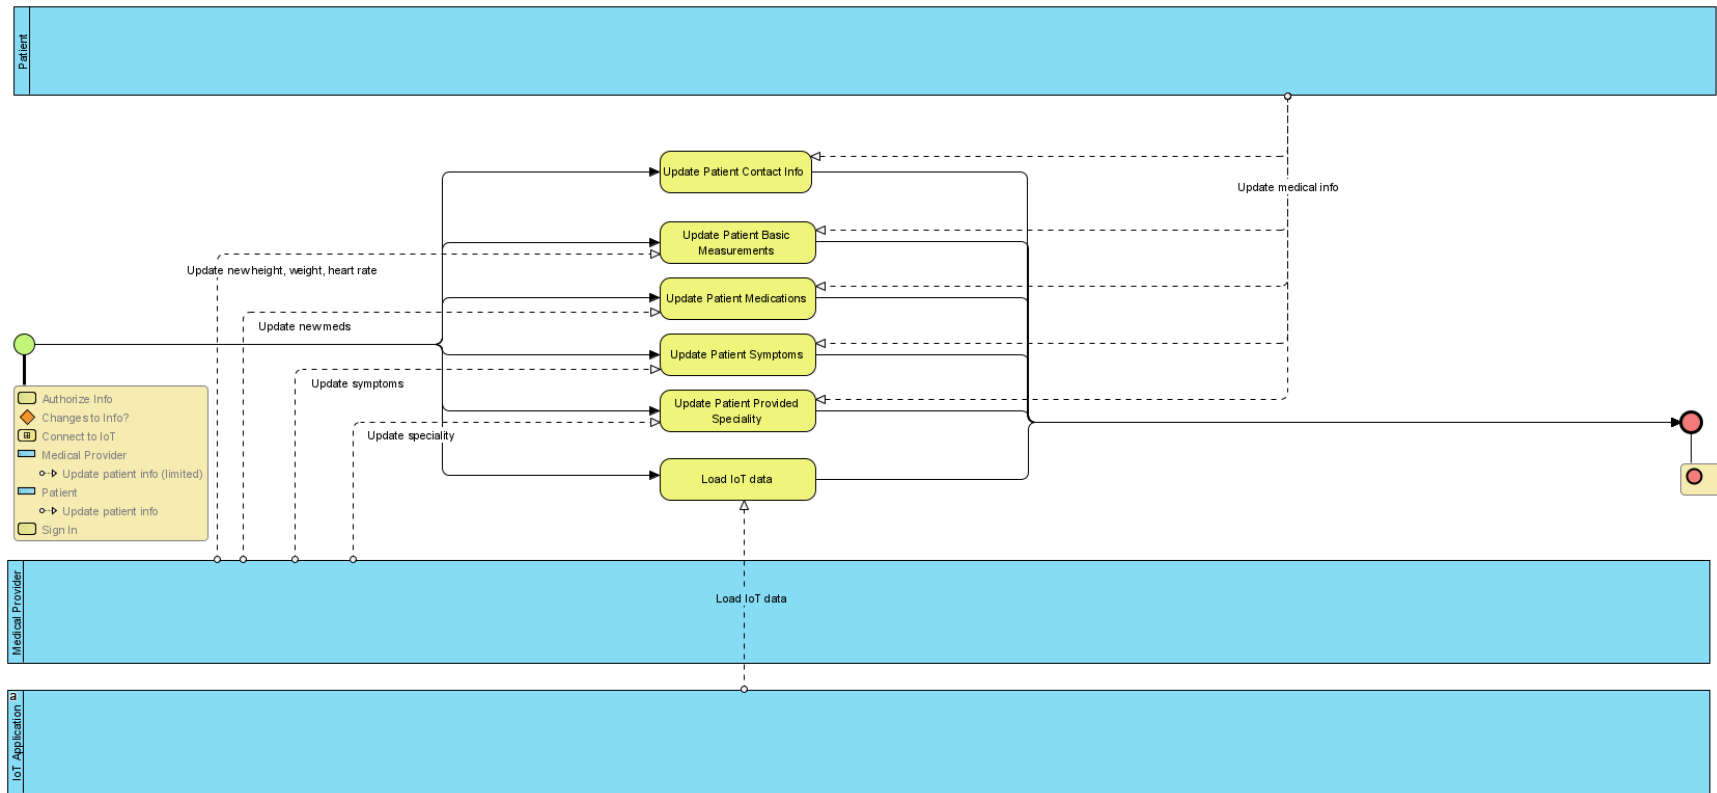 Patient
Update Patient Contact Info
Update medical info
Update Patient Basic
Measurements
Update new height, weight, heart rate
Update Patient Medications
Update new meds
Update Patient Symptoms
Update symptoms
Update Patient Provided
Speciality
Update speciality
Load IoT data
Authorize Info
Changes to Info?
Connect to IoT
Medical Provider
Update patient info (limited)
Patient
Update patient info
Sign In
Medical Provider
Load IoT data
a
IoT Application